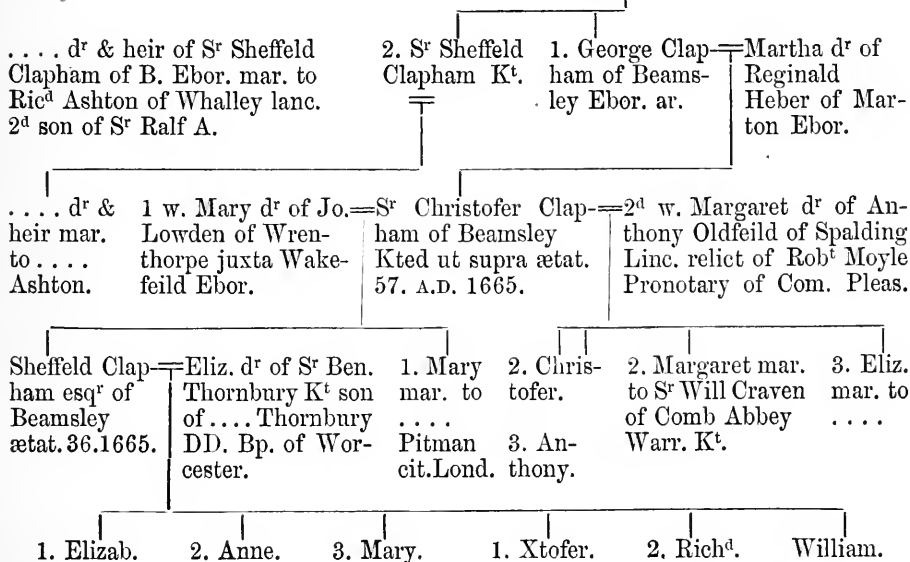 .... dʳ & heir of Sʳ Sheffeld
Clapham of B. Ebor. mar. to
Ricᵈ Ashton of Whalley lanc.
2ᵈ son of Sʳ Ralf A.
2. Sʳ Sheffeld
Clapham Kᵗ.
1. George Clap-
ham of Beams-
ley Ebor. ar.
Martha dʳ of
Reginald
Heber of Mar-
ton Ebor.
.... dʳ &
heir mar.
to ....
Ashton.
1 w. Mary dʳ of Jo.
Lowden of Wren-
thorpe juxta Wake-
feild Ebor.
Sʳ Christofer Clap-
ham of Beamsley
Kted ut supra ætat.
57. A.D. 1665.
2ᵈ w. Margaret dʳ of An-
thony Oldfeild of Spalding
Linc. relict of Robᵗ Moyle
Pronotary of Com. Pleas.
Sheffeld Clap-
ham esqʳ of
Beamsley
ætat. 36. 1665.
Eliz. dʳ of Sʳ Ben.
Thornbury Kᵗ son
of .... Thornbury
DD. Bp. of Wor-
cester.
1. Mary
mar. to
....
Pitman
cit. Lond.
2. Chris-
tofer.
3. An-
thony.
2. Margaret mar.
to Sʳ Will Craven
of Comb Abbey
Warr. Kᵗ.
3. Eliz.
mar. to
....
1. Elizab.
2. Anne.
3. Mary.
1. Xtofer.
2. Richᵈ.
William.